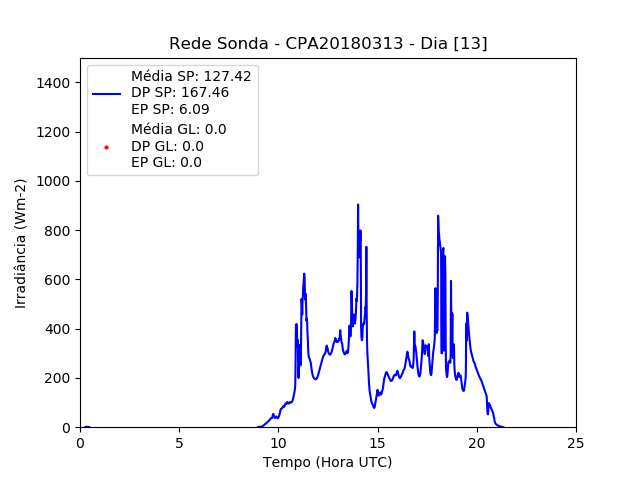 Rede Sonda - CPA20180313 - Dia [13]
Média SP: 127.42
DP SP: 167.46
EP SP: 6.09
Média GL: 0.0
DP GL: 0.0
EP GL: 0.0
Irradiância (Wm-2)
1400
1200
1000
800
600
400
200
0
0 5 10 15 20 25
Tempo (Hora UTC)